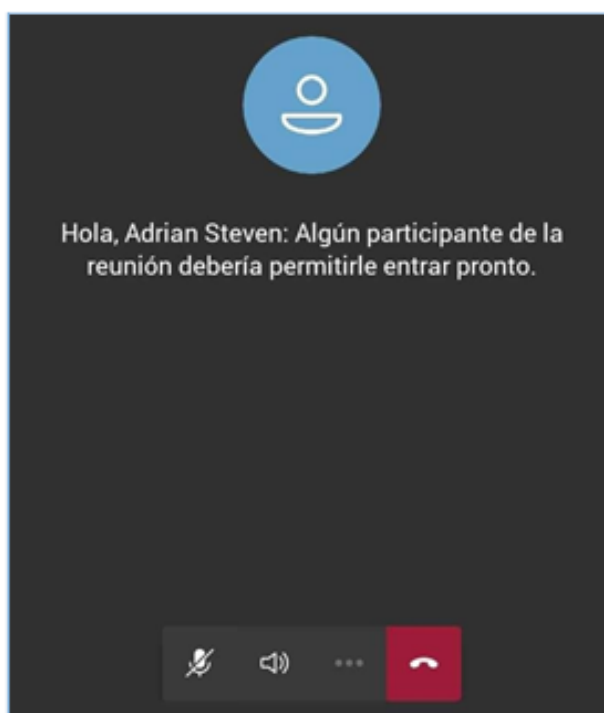 Hola, Adrian Steven: Algún participante de la
reunión debería permitirle entrar pronto.